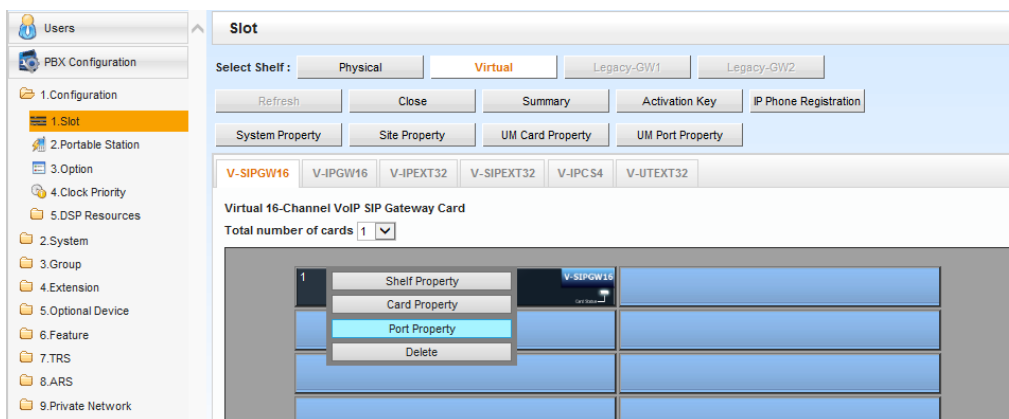 Users
PBX Configuration
1.Configuration
1.Slot
2.Portable Station
3.Option
4.Clock Priority
5.DSP Resources
2.System
3.Group
4.Extension
5.Optional Device
6.Feature
7.TRS
8.ARS
9.Private Network
Slot
Select Shelf : Physical Virtual Legacy-GW1 Legacy-GW2
Refresh Close Summary Activation Key IP Phone Registration
System Property Site Property UM Card Property UM Port Property
V-SIPGW16 V-IPGW16 V-IPEXT32 V-SIPEXT32 V-IPCS4 V-UTEXT32
Virtual 16-Channel VoIP SIP Gateway Card
Total number of cards 1
1 V-SIPGW16
Card Status
Shelf Property
Card Property
Port Property
Delete